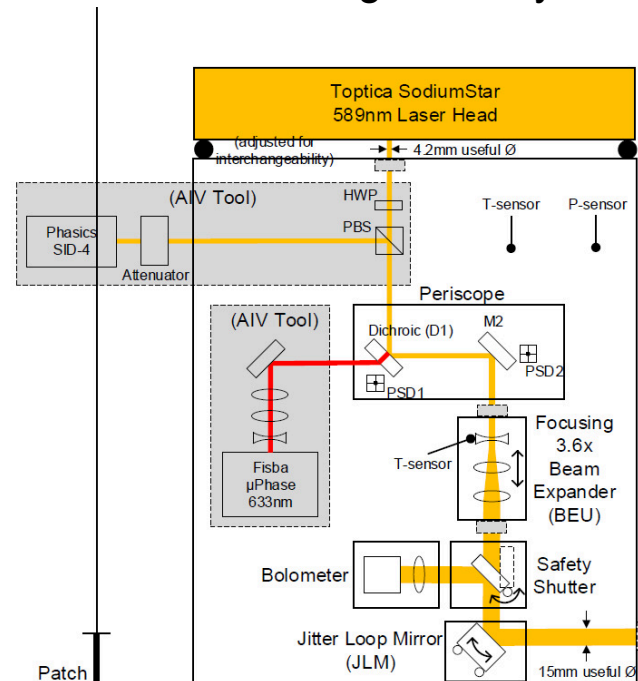 Toptica SodiumStar
589nm Laser Head
(adjusted for
intercheability)
4.2mm useful Ø
(AIV Tool)
HWP
PBS
T-sensor
P-sensor
Phasics
SID-4
Attenuator
Periscope
(AIV Tool)
Dichroic (D1)
M2
PSD1
PSD2
Focusing
3.6x
Beam
Expander
(BEU)
T-sensor
Fisba
µPhase
633nm
Bolometer
Safety
Shutter
Jitter Loop Mirror
(JLM)
Patch
15mm useful Ø